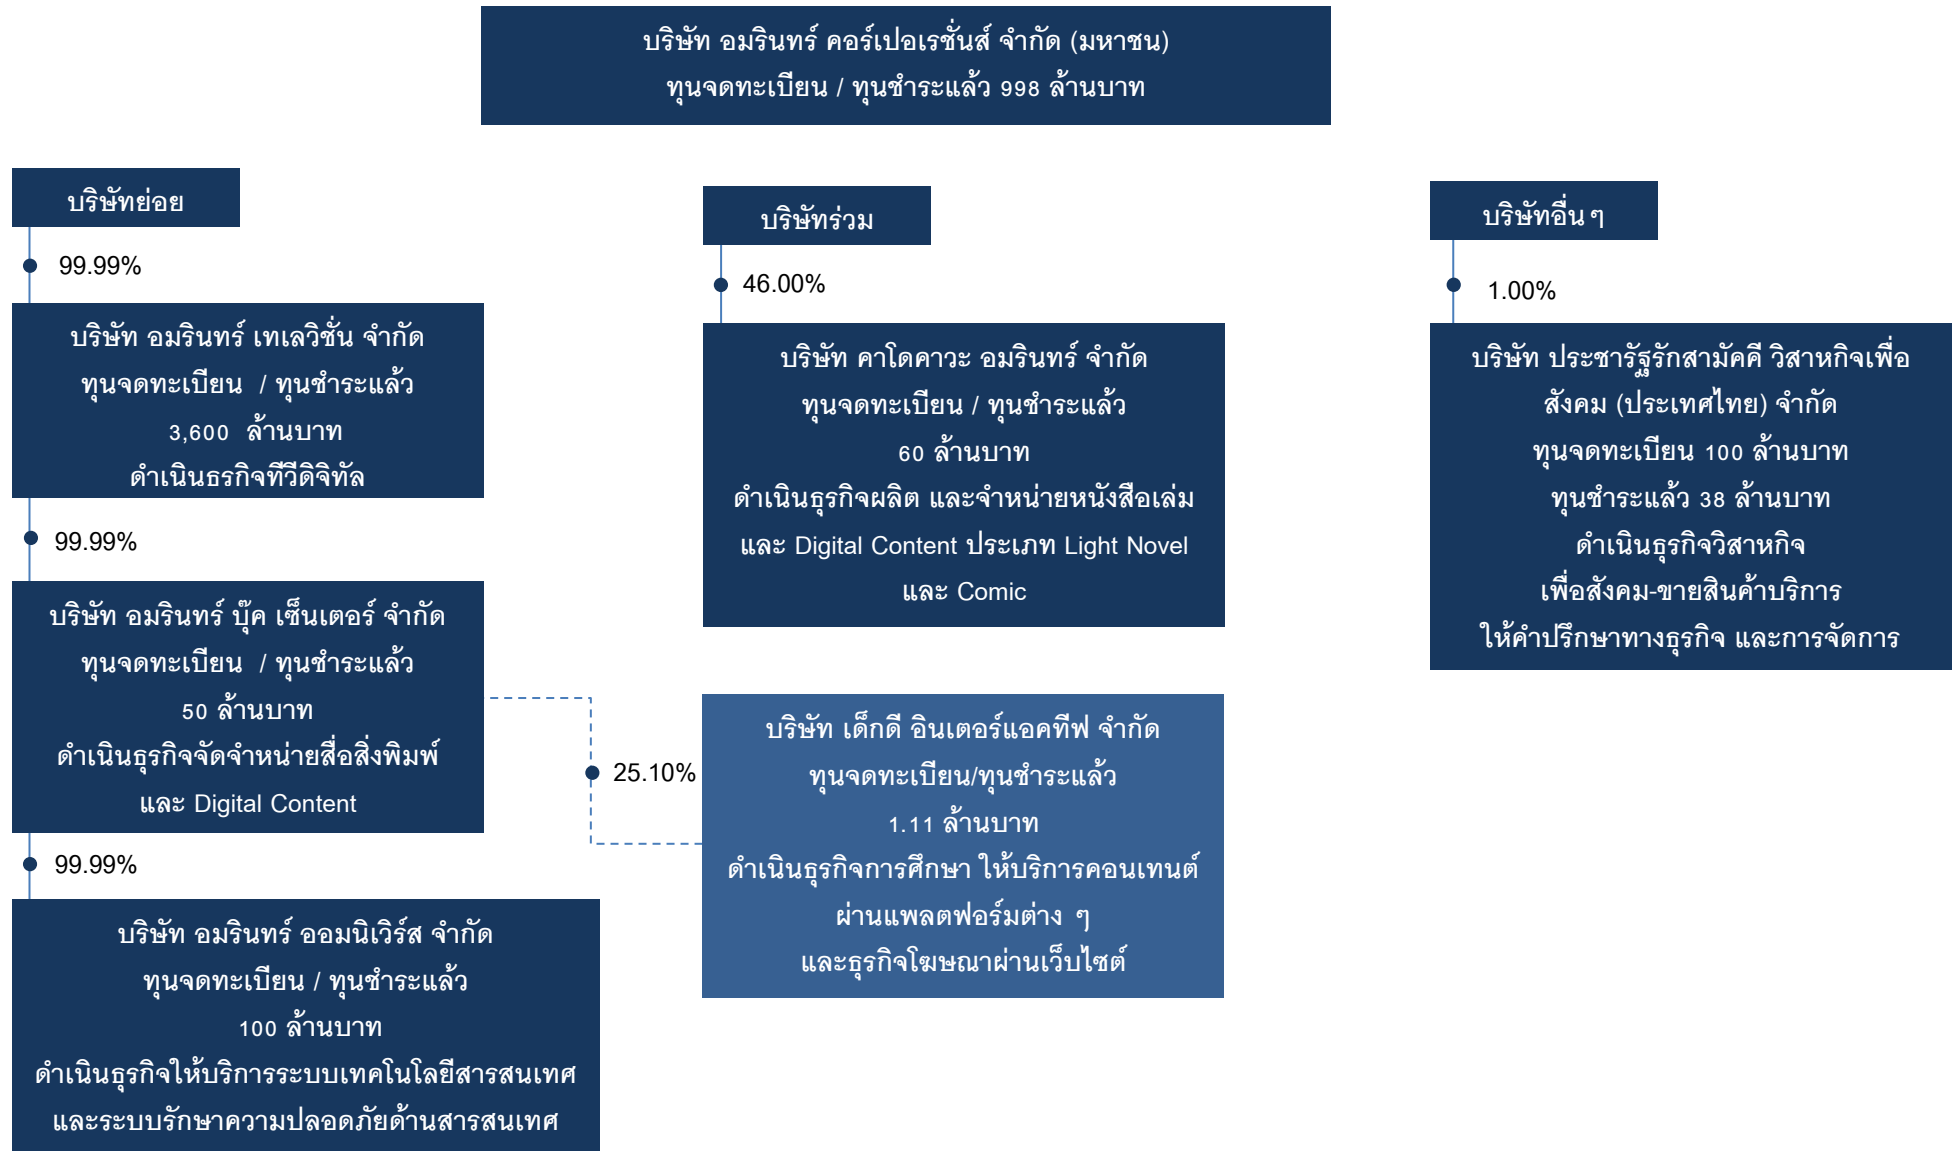 บริษัท อมรินทร์ คอร์เปอเรชั่นส์ จำกัด (มหาชน)
ทุนจดทะเบียน / ทุนชำระแล้ว 998 ล้านบาท
บริษัทย่อย
99.99%
บริษัท อมรินทร์ เทเลวิชั่น จำกัด
ทุนจดทะเบียน / ทุนชำระแล้ว
3,600 ล้านบาท
ดำเนินธรกิจทีวีดิจิทัล
99.99%
บริษัท อมรินทร์ บุ๊ค เซ็นเตอร์ จำกัด
ทุนจดทะเบียน / ทุนชำระแล้ว
50 ล้านบาท
ดำเนินธุรกิจจัดจำหน่ายสื่อสิ่งพิมพ์
และ Digital Content
99.99%
บริษัท อมรินทร์ ออมนิเวิร์ส จำกัด
ทุนจดทะเบียน / ทุนชำระแล้ว
100 ล้านบาท
ดำเนินธุรกิจให้บริการระบบเทคโนโลยีสารสนเทศ
และระบบรักษาความปลอดภัยด้านสารสนเทศ
บริษัทร่วม
46.00%
บริษัท คาโดคาวะ อมรินทร์ จำกัด
ทุนจดทะเบียน / ทุนชำระแล้ว
60 ล้านบาท
ดำเนินธุรกิจผลิต และจำหน่ายหนังสือเล่ม
และ Digital Content ประเภท Light Novel
และ Comic
25.10%
บริษัท เด็กดี อินเตอร์แอคทีฟ จำกัด
ทุนจดทะเบียน/ทุนชำระแล้ว
1.11 ล้านบาท
ดำเนินธุรกิจการศึกษา ให้บริการคอนเทนต์
ผ่านแพลตฟอร์มต่าง ๆ
และธุรกิจโฆษณาผ่านเว็บไซต์
บริษัทอื่น ๆ
1.00%
บริษัท ประชารัฐรักสามัคคี วิสาหกิจเพื่อ
สังคม (ประเทศไทย) จำกัด
ทุนจดทะเบียน 100 ล้านบาท
ทุนชำระแล้ว 38 ล้านบาท
ดำเนินธุรกิจวิสาหกิจ
เพื่อสังคม-ขายสินค้าบริการ
ให้คำปรึกษาทางธุรกิจ และการจัดการ